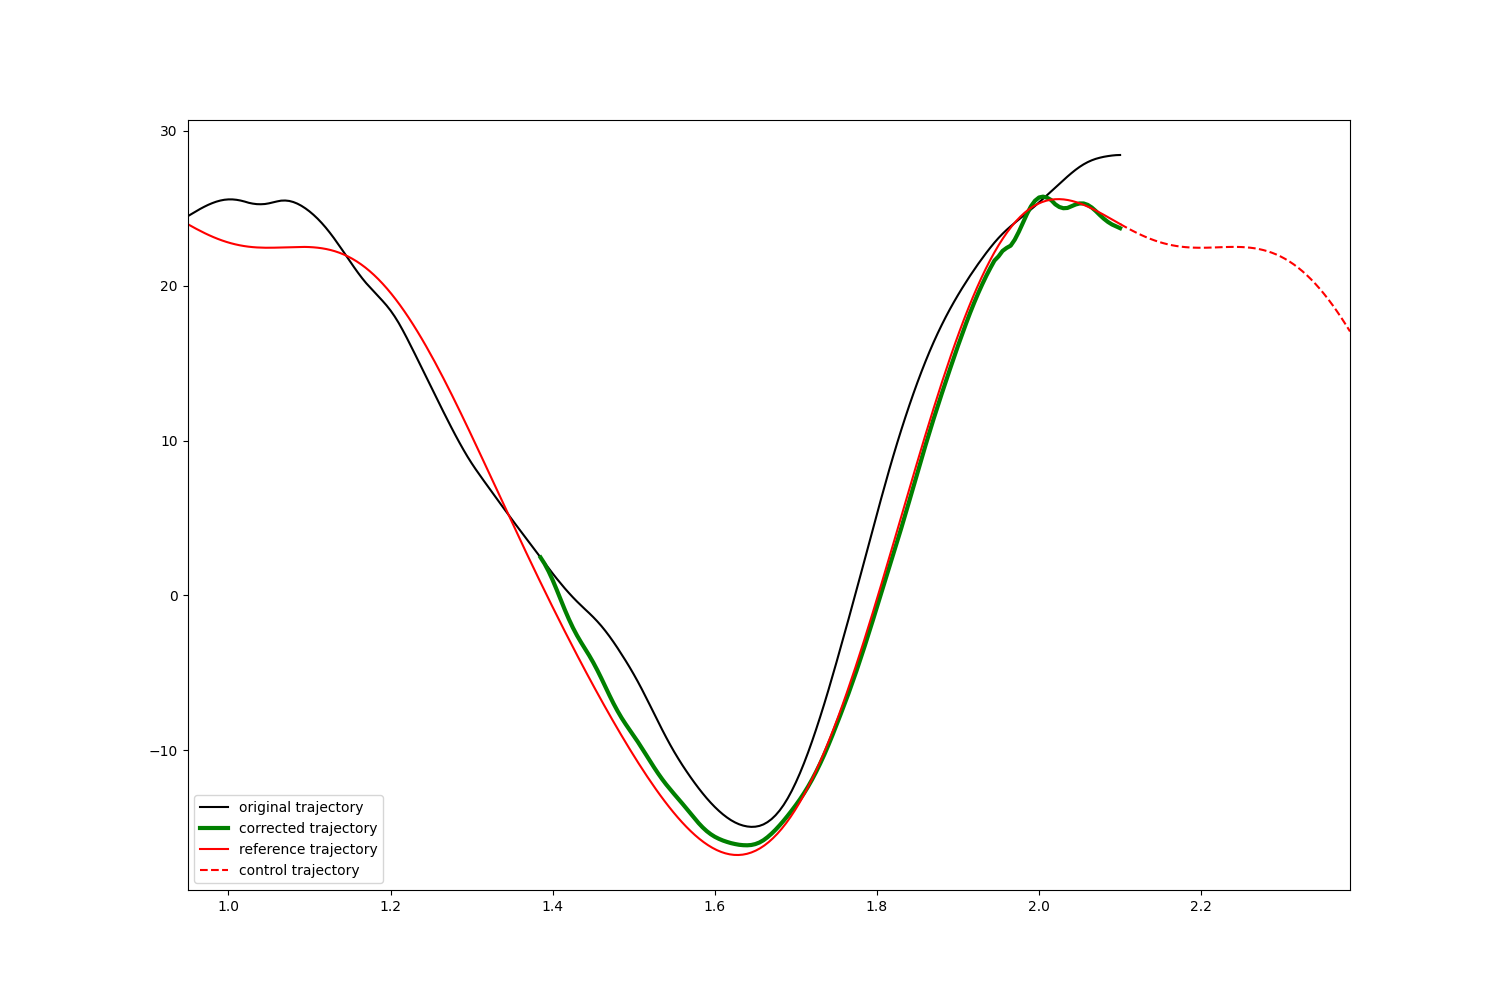 30
20
10
0
−10
original trajectory
corrected trajectory
reference trajectory
control trajectory
1.0 1.2 1.4 1.6 1.8 2.0 2.2